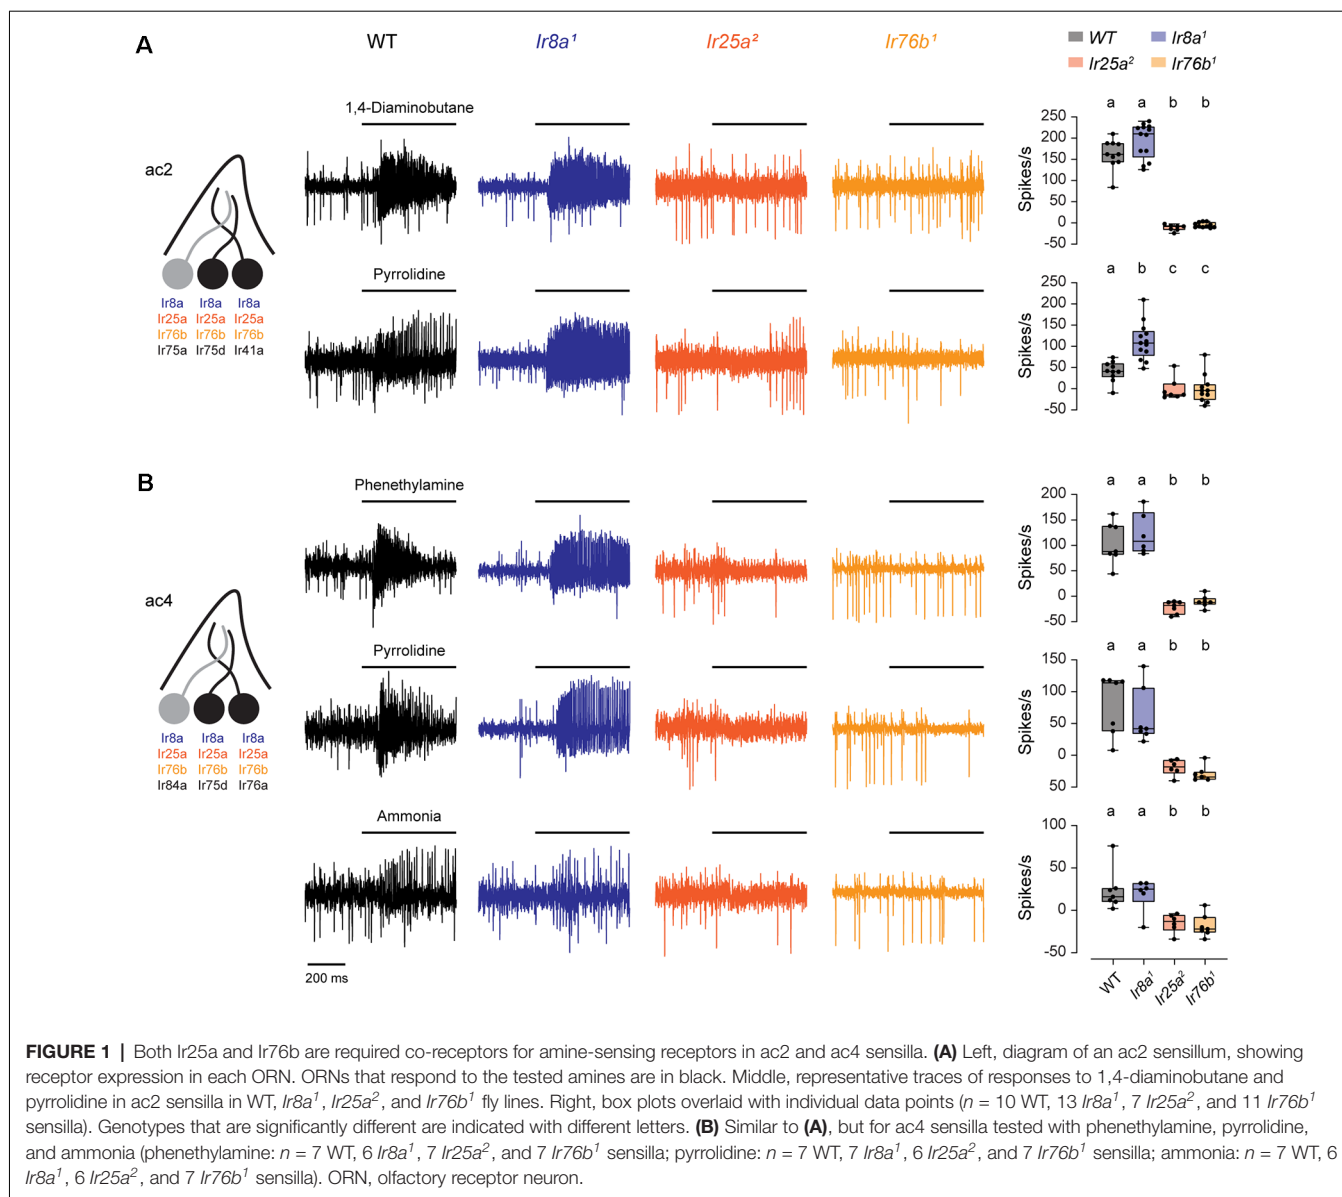 A
WT
Ir8a¹
Ir25a²
Ir76b¹
WT
Ir8a¹
Ir25a²
Ir76b¹
1,4-Diaminobutane
a a b b
250
200
150
100
50
0
-50
Spikes/s
ac2
Ir8a Ir8a Ir8a
Ir25a Ir25a Ir25a
Ir76b Ir76b Ir76b
Ir75a Ir75d Ir41a
Pyrrolidine
a b c c
250
200
150
100
50
0
-50
Spikes/s
B
Phenethylamine
a a b b
200
150
100
50
0
-50
Spikes/s
ac4
Ir8a Ir8a Ir8a
Ir25a Ir25a Ir25a
Ir76b Ir76b Ir76b
Ir84a Ir75d Ir76a
Pyrrolidine
a a b b
150
100
50
0
50
Spikes/s
Ammonia
a a b b
100
50
0
-50
Spikes/s
200 ms
WT
Ir8a¹
Ir25a²
Ir76b¹
FIGURE 1 | Both Ir25a and Ir76b are required co-receptors for amine-sensing receptors in ac2 and ac4 sensilla. (A) Left, diagram of an ac2 sensillum, showing
receptor expression in each ORN. ORNs that respond to the tested amines are in black. Middle, representative traces of responses to 1,4-diaminobutane and
pyrrolidine in ac2 sensilla in WT, Ir8a¹, Ir25a², and Ir76b¹ fly lines. Right, box plots overlaid with individual data points (n = 10 WT, 13 Ir8a¹, 7 Ir25a², and 11 Ir76b¹
sensilla). Genotypes that are significantly different are indicated with different letters. (B) Similar to (A), but for ac4 sensilla tested with phenethylamine, pyrrolidine,
and ammonia (phenethylamine: n = 7 WT, 6 Ir8a¹, 7 Ir25a², and 7 Ir76b¹ sensilla; pyrrolidine: n = 7 WT, 7 Ir8a¹, 6 Ir25a², and 7 Ir76b¹ sensilla; ammonia: n = 7 WT, 6
Ir8a¹, 6 Ir25a², and 7 Ir76b¹ sensilla). ORN, olfactory receptor neuron.